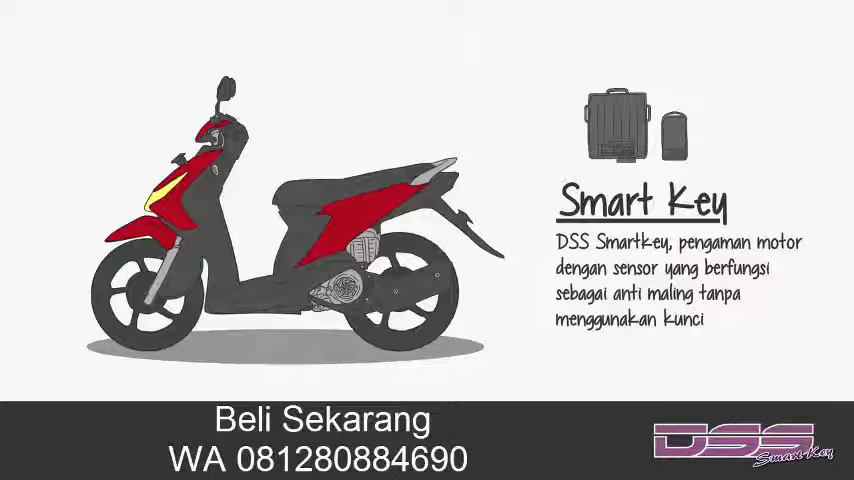 DSS
Smart Key
DSS Smartkey, pengaman motor
dengan sensor yang berfungsi
sebagai anti maling tanpa
menggunakan kunci
Beli Sekarang
WA 081280884690
DSS
Smart Key